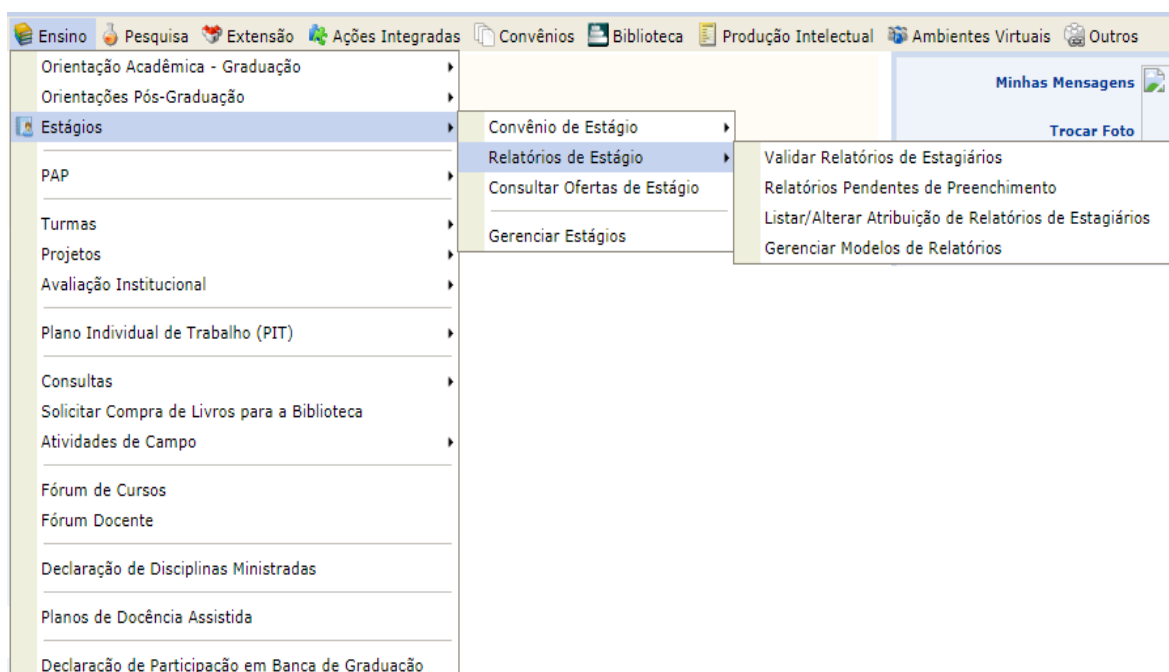 Ensino Pesquisa Extensão Ações Integradas Convênios Biblioteca Produção Intelectual Ambientes Virtuais Outros
Orientação Acadêmica - Graduação
Orientações Pós-Graduação
Estágios
PAP
Turmas
Projetos
Avaliação Institucional
Plano Individual de Trabalho (PIT)
Consultas
Solicitar Compra de Livros para a Biblioteca
Atividades de Campo
Fórum de Cursos
Fórum Docente
Declaração de Disciplinas Ministradas
Planos de Docência Assistida
Declaração de Participação em Banca de Graduação
Convênio de Estágio
Relatórios de Estágio
Consultar Ofertas de Estágio
Gerenciar Estágios
Validar Relatórios de Estagiários
Relatórios Pendentes de Preenchimento
Listar/Alterar Atribuição de Relatórios de Estagiários
Gerenciar Modelos de Relatórios
Minhas Mensagens
Trocar Foto